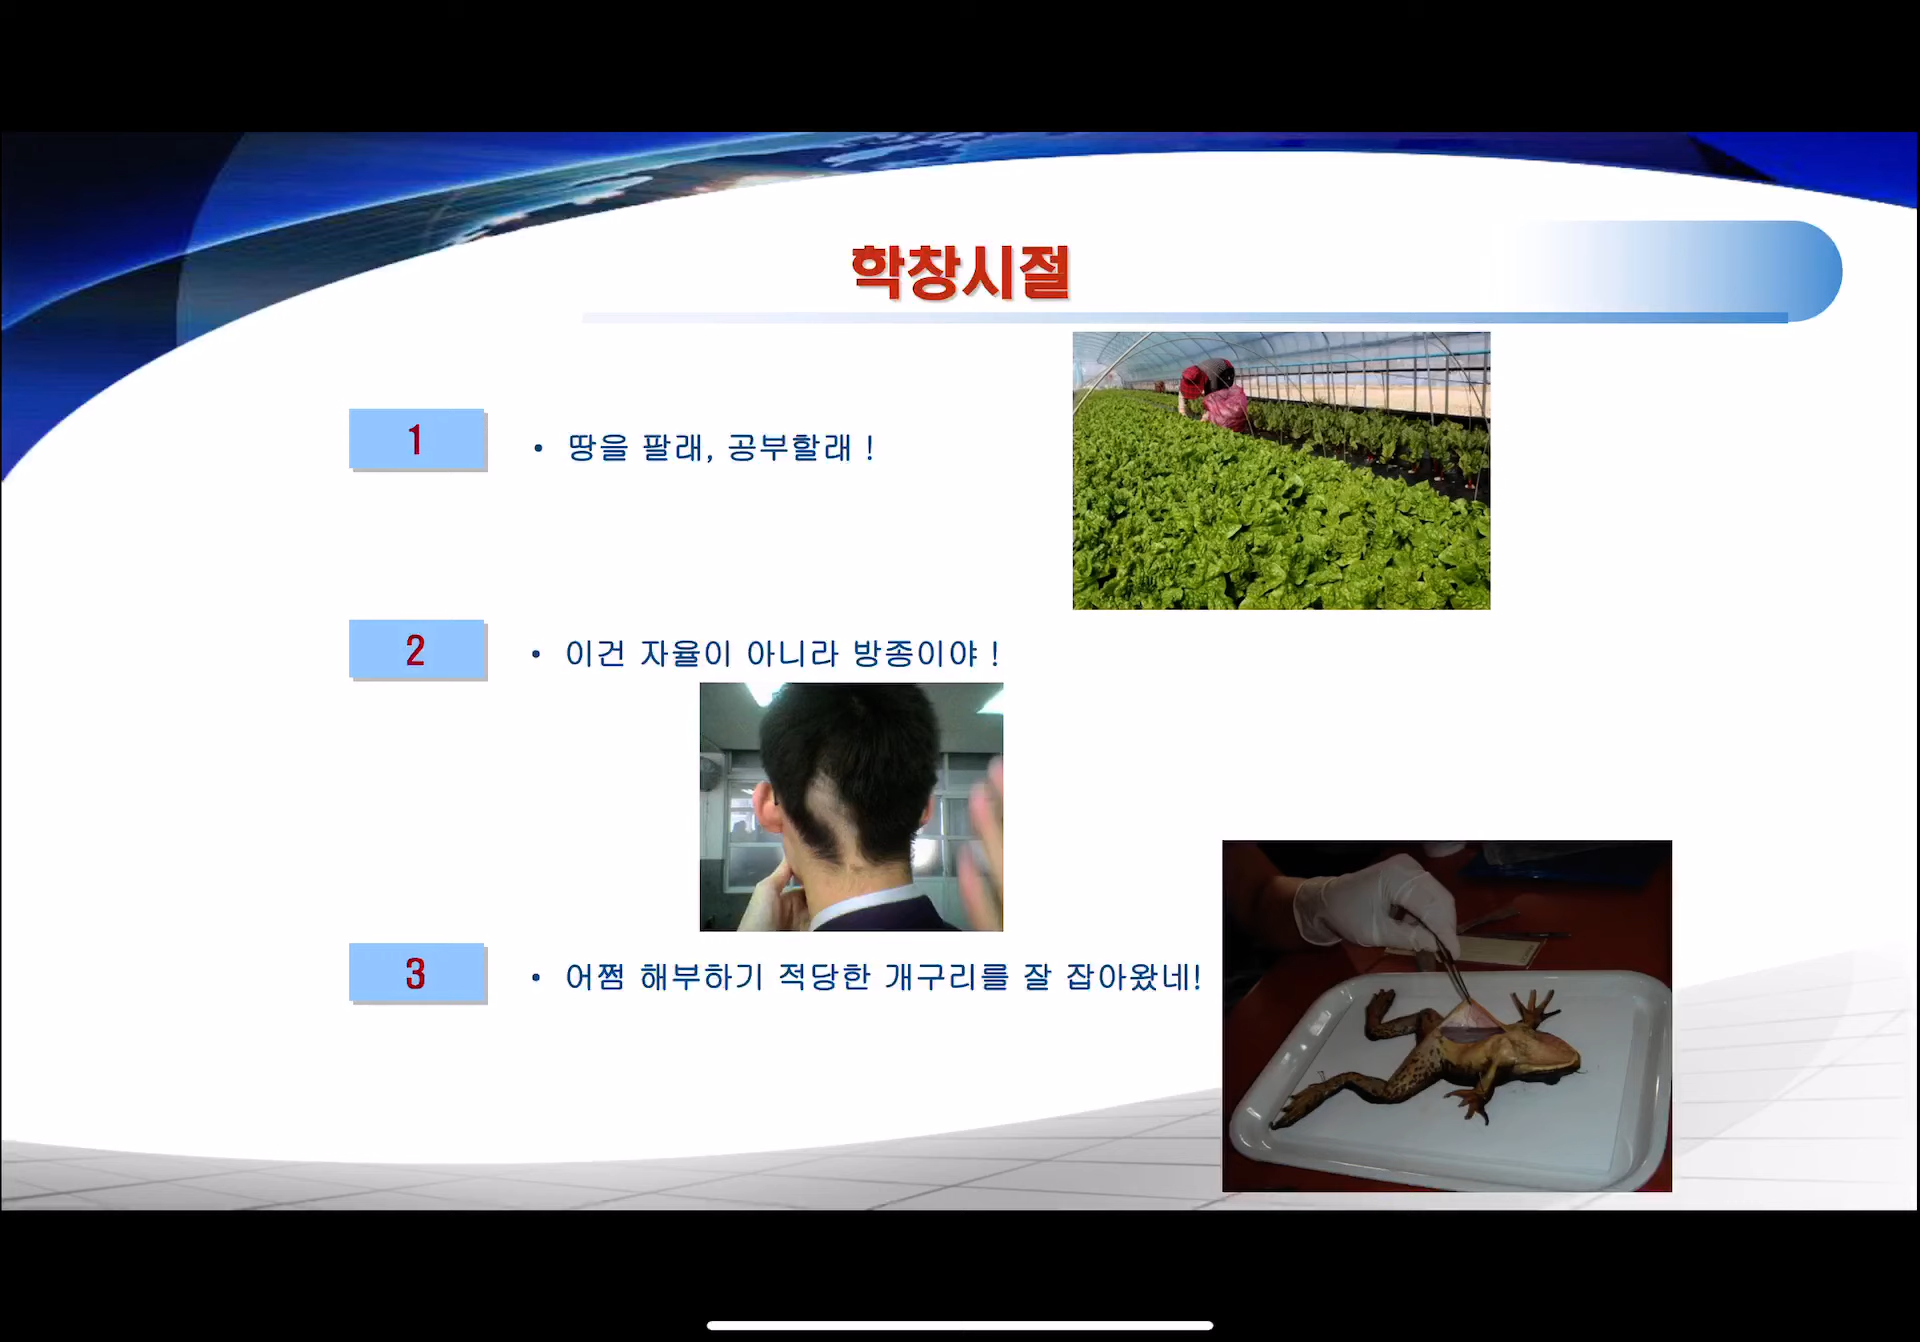 학창시절
1
• 땅을 팔래, 공부할래 !
2
• 이건 자율이 아니라 방종이야 !
3
• 어쩜 해부하기 적당한 개구리를 잘 잡아왔네!